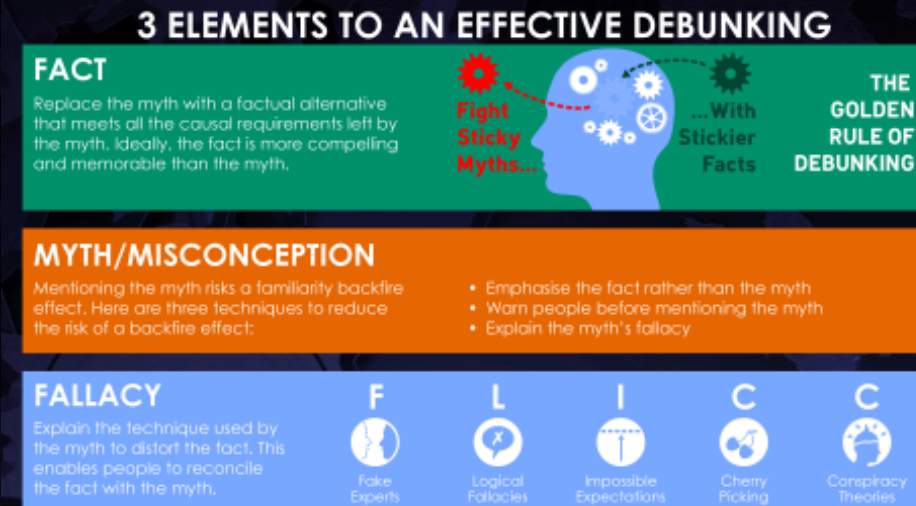 3 ELEMENTS TO AN EFFECTIVE DEBUNKING
FACT
Replace the myth with a factual alternative
that meets all the causal requirements left by
the myth. Ideally, the fact is more compelling
and memorable than the myth.
Fight
Sticky
Myths...
...With
Stickier
Facts
THE
GOLDEN
RULE OF
DEBUNKING
MYTH/MISCONCEPTION
Mentioning the myth risks a familiarity backfire
effect. Here are three techniques to reduce
the risk of a backfire effect:
• Emphasise the fact rather than the myth
• Warn people before mentioning the myth
• Explain the myth's fallacy
FALLACY
Explain the technique used by
the myth to distort the fact. This
enables people to reconcile
the fact with the myth.
F
L
I
C
C
Fake
Experts
Logical
Fallacies
Impossible
Expectations
Cherry
Picking
Conspiracy
Theories